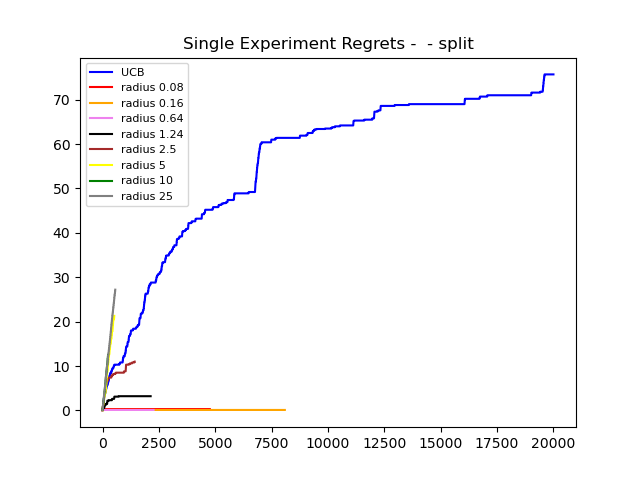 Single Experiment Regrets -  - split
UCB
radius 0.08
radius 0.16
radius 0.64
radius 1.24
radius 2.5
radius 5
radius 10
radius 25
70
60
50
40
30
20
10
0
0 2500 5000 7500 10000 12500 15000 17500 20000